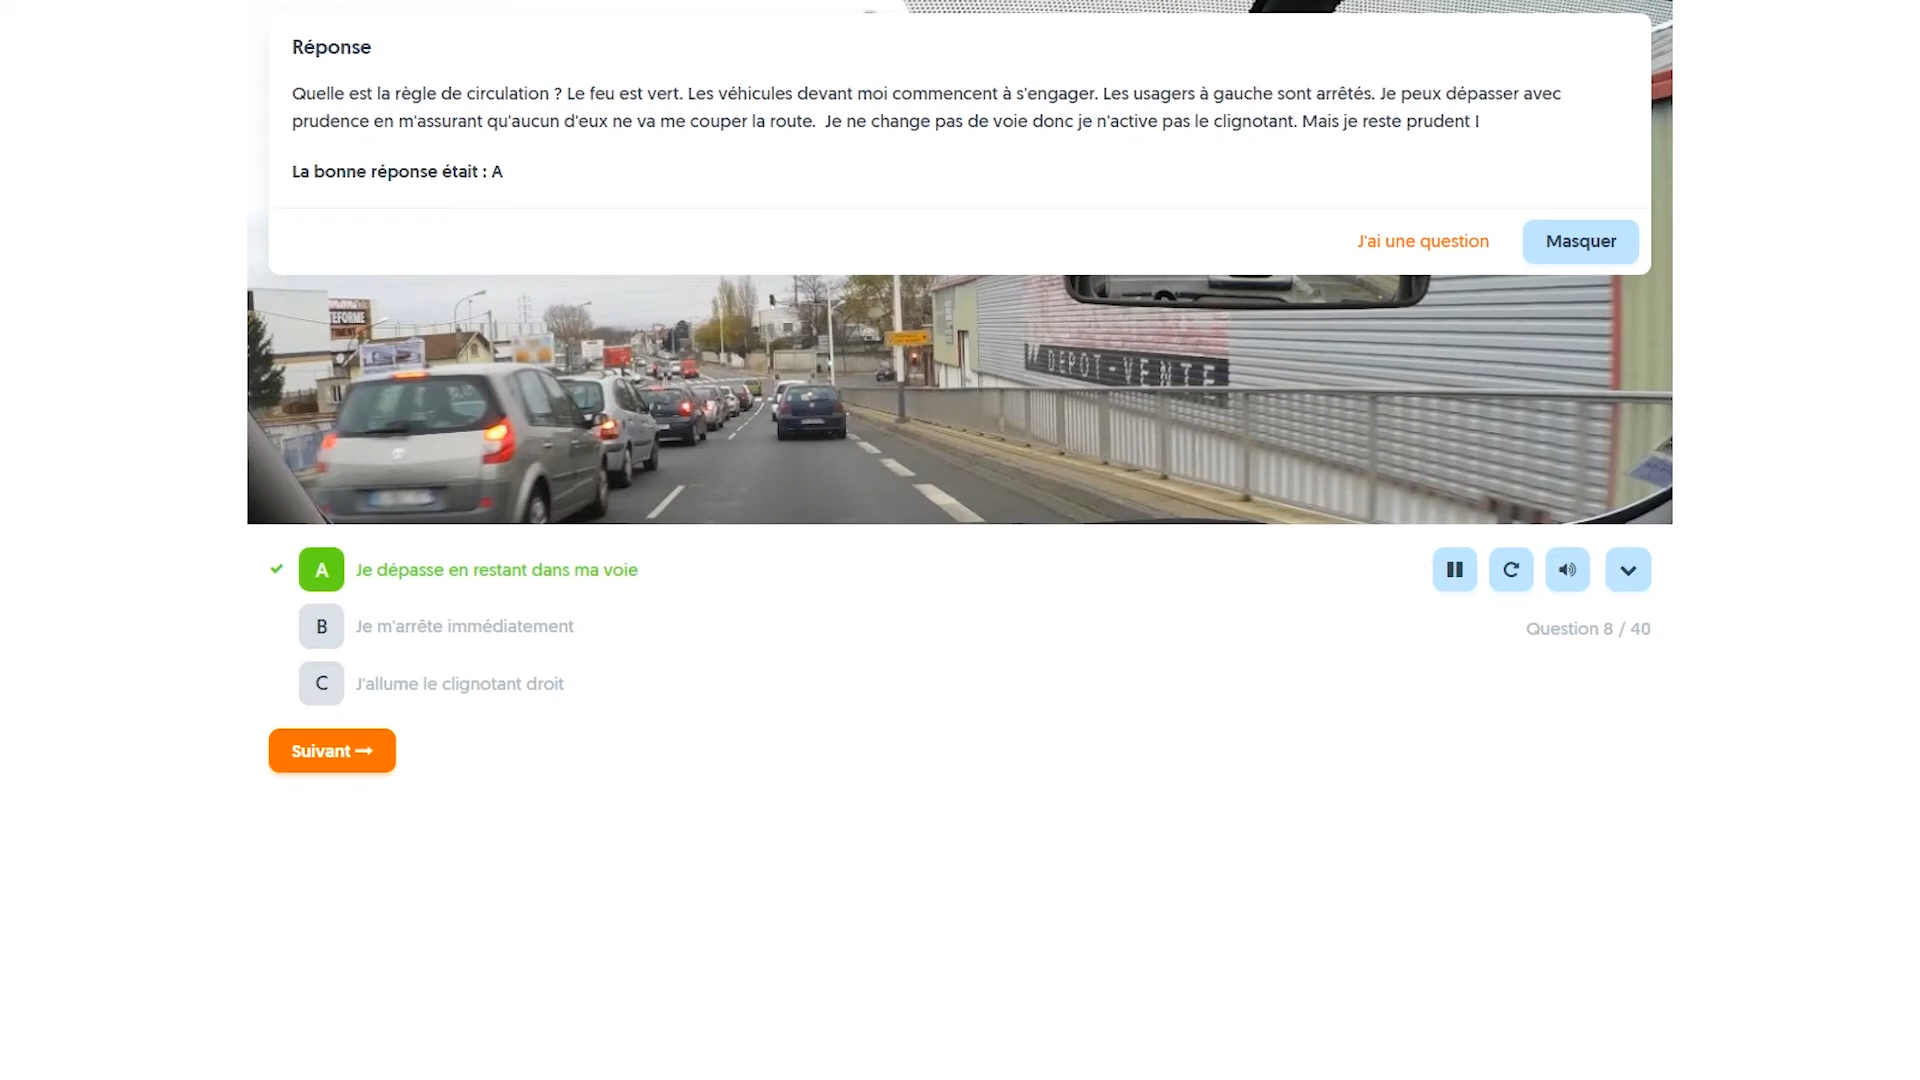 Réponse
Quelle est la règle de circulation ? Le feu est vert. Les véhicules devant moi commencent à s'engager. Les usagers à gauche sont arrêtés. Je peux dépasser avec
prudence en m'assurant qu'aucun d'eux ne va me couper la route. Je ne change pas de voie donc je n'active pas le clignotant. Mais je reste prudent !
La bonne réponse était : A
J'ai une question
Masquer
DEPOT-VENTE
A Je dépasse en restant dans ma voie
B Je m'arrête immédiatement
Question 8 / 40
C J'allume le clignotant droit
Suivant →